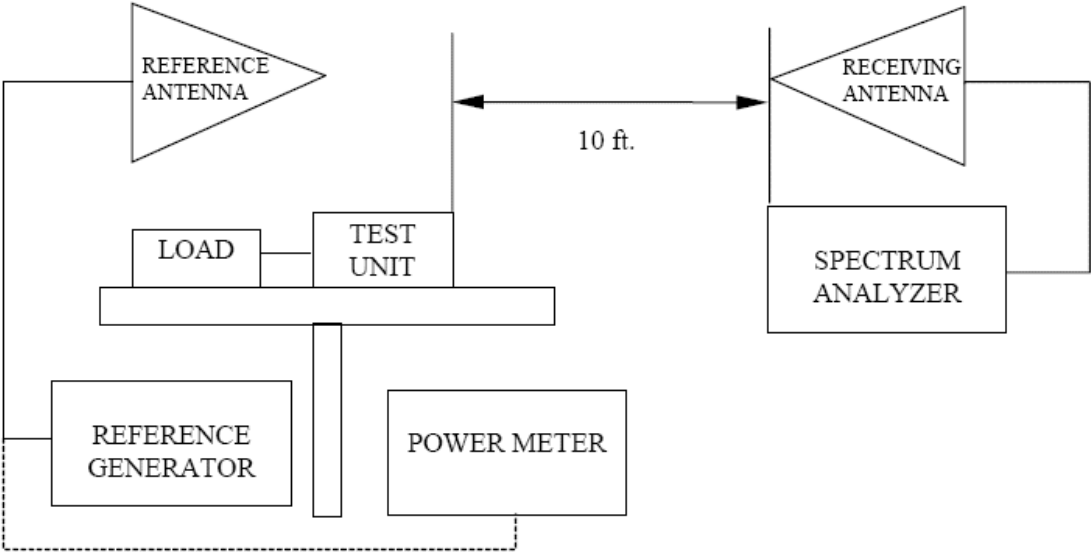 REFERENCE
ANTENNA
RECEIVING
ANTENNA
10 ft.
LOAD
TEST
UNIT
SPECTRUM
ANALYZER
REFERENCE
GENERATOR
POWER METER